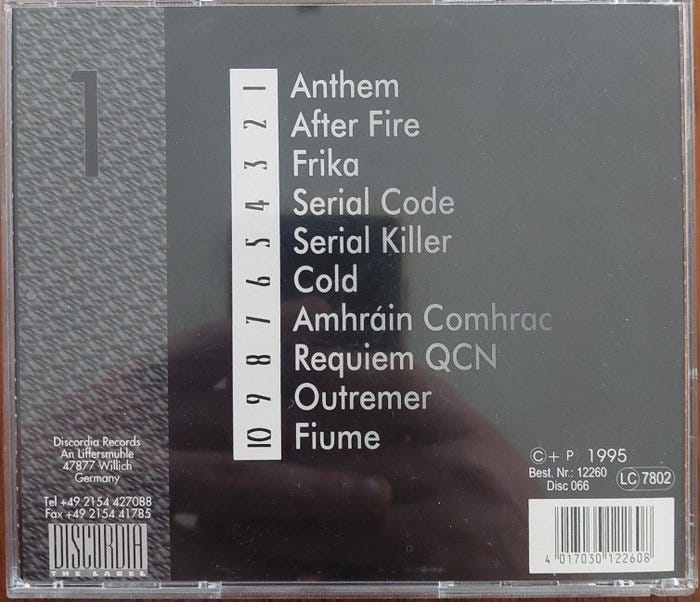 1
1 Anthem
2 After Fire
3 Frika
4 Serial Code
5 Serial Killer
6 Cold
7 Amhráin Comhrac
8 Requiem QCN
9 Outremer
10 Fiume
Discordia Records
An Liffersmuhle
47877 Willich
Germany
Tel +49 2154 427088
Fax +49 2154 41785
DISCORDIA
THE LABEL
©+ P 1995
Best. Nr.: 12260
Disc 066
LC 7802
4 017030 122608